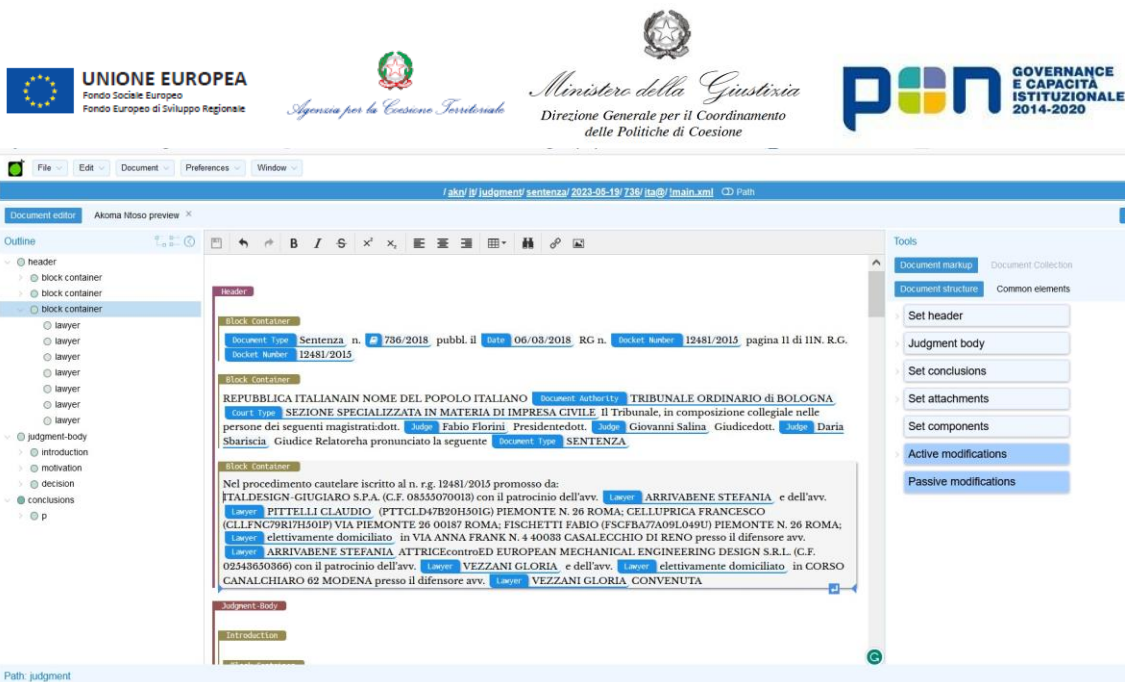 UNIONE EUROPEA
Fondo Sociale Europeo
Fondo Europeo di Sviluppo Regionale
Agenzia per la Coesione Territoriale
Ministero della Giustizia
Direzione Generale per il Coordinamento
delle Politiche di Coesione
pon
GOVERNANCE
E CAPACITÀ
ISTITUZIONALE
2014-2020
File Edit Document Preferences Window
/ akn/ it/ judgment/ sentenza/ 2023-05-19/ 736/ ita@/ !main.xml Path
Document editor Akoma Ntoso preview
Outline
header
block container
block container
block container
lawyer
lawyer
lawyer
lawyer
lawyer
lawyer
lawyer
judgment-body
introduction
motivation
decision
conclusions
p
B I S x² x₂
Header
Block Container
Document Type Sentenza n. 736/2018 pubbl. il Date 06/03/2018 RG n. Docket Number 12481/2015 pagina 11 di 11N. R.G.
Docket Number 12481/2015
Block Container
REPUBBLICA ITALIANAIN NOME DEL POPOLO ITALIANO Document Authority TRIBUNALE ORDINARIO di BOLOGNA
Court Type SEZIONE SPECIALIZZATA IN MATERIA DI IMPRESA CIVILE Il Tribunale, in composizione collegiale nelle
persone dei seguenti magistrati:dott. Judge Fabio Florini Presidentedott. Judge Giovanni Salina Giudicedott. Judge Daria
Sbariscia Giudice Relatoreha pronunciato la seguente Document Type SENTENZA
Block Container
Nel procedimento cautelare iscritto al n. r.g. 12481/2015 promosso da:
ITALDESIGN-GIUGIARO S.P.A. (C.F. 08555070013) con il patrocinio dell'avv. Lawyer ARRIVABENE STEFANIA e dell'avv.
Lawyer PITTELLI CLAUDIO (PTTCLD47B20H501G) PIEMONTE N. 26 ROMA; CELLUPRICA FRANCESCO
(CLLFNC79R17H501P) VIA PIEMONTE 26 00187 ROMA; FISCHETTI FABIO (FSCFBA77A09L049U) PIEMONTE N. 26 ROMA;
Lawyer elettivamente domiciliato in VIA ANNA FRANK N. 4 40033 CASALECCHIO DI RENO presso il difensore avv.
Lawyer ARRIVABENE STEFANIA ATTRICEcontroED EUROPEAN MECHANICAL ENGINEERING DESIGN S.R.L. (C.F.
02543650366) con il patrocinio dell'avv. Lawyer VEZZANI GLORIA e dell'avv. Lawyer elettivamente domiciliato in CORSO
CANALCHIARO 62 MODENA presso il difensore avv. Lawyer VEZZANI GLORIA CONVENUTA
Judgment-Body
Introduction
Block Container
Tools
Document markup Document Collection
Document structure Common elements
Set header
Judgment body
Set conclusions
Set attachments
Set components
Active modifications
Passive modifications
Path: judgment